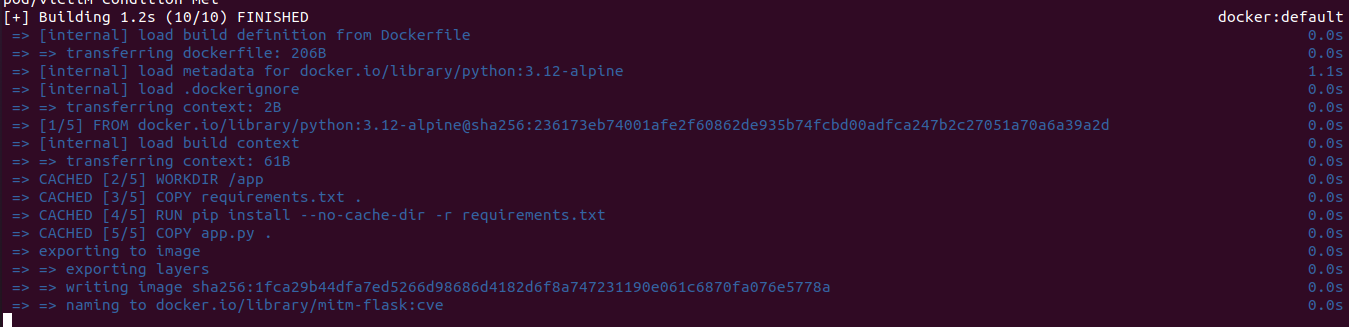 pod/victim condition met
[+] Building 1.2s (10/10) FINISHED docker:default
=> [internal] load build definition from Dockerfile 0.0s
=> => transferring dockerfile: 206B 0.0s
=> [internal] load metadata for docker.io/library/python:3.12-alpine 1.1s
=> [internal] load .dockerignore 0.0s
=> => transferring context: 2B 0.0s
=> [1/5] FROM docker.io/library/python:3.12-alpine@sha256:236173eb74001afe2f60862de935b74fcbd00adfca247b2c27051a70a6a39a2d 0.0s
=> [internal] load build context 0.0s
=> => transferring context: 61B 0.0s
=> CACHED [2/5] WORKDIR /app 0.0s
=> CACHED [3/5] COPY requirements.txt . 0.0s
=> CACHED [4/5] RUN pip install --no-cache-dir -r requirements.txt 0.0s
=> CACHED [5/5] COPY app.py . 0.0s
=> exporting to image 0.0s
=> => exporting layers 0.0s
=> => writing image sha256:1fca29b44dfa7ed5266d98686d4182d6f8a747231190e061c6870fa076e5778a 0.0s
=> => naming to docker.io/library/mitm-flask:cve 0.0s